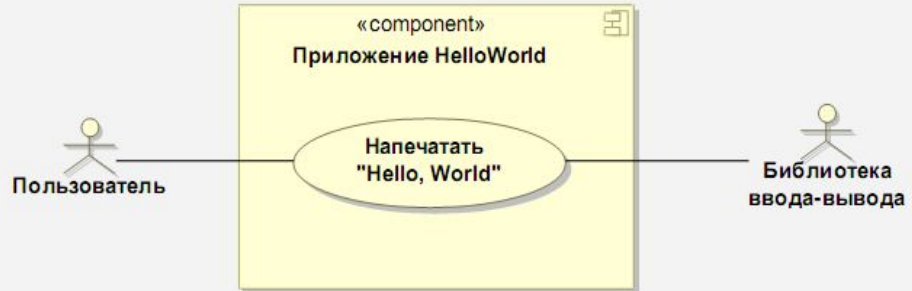 «component»
Приложение HelloWorld
Напечатать
"Hello, World"
Пользователь
Библиотека
ввода-вывода